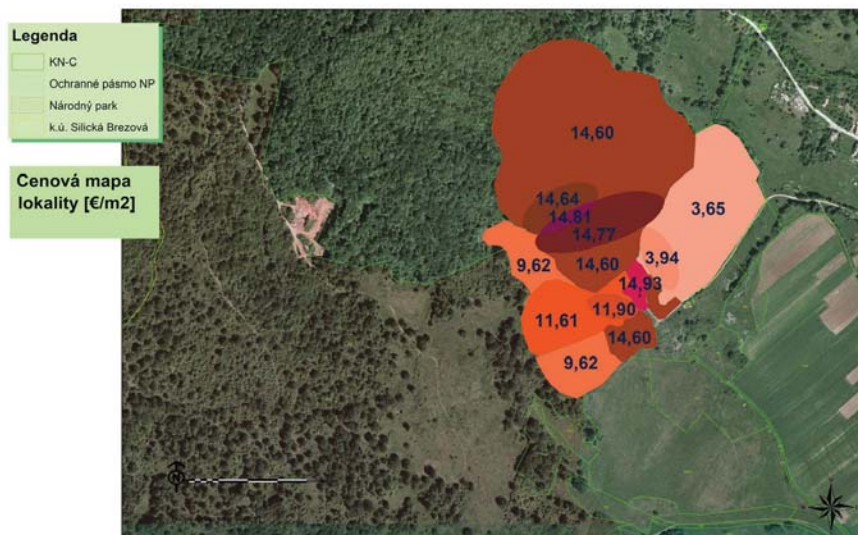 Legenda
KN-C
Ochranné pásmo NP
Národný park
k.ú. Silická Brezová
Cenová mapa
lokality [€/m2]
14,60
3,65
14,64
14.81
14,77
9,62
14,60
3,94
14,93
11,90
11,61
14,60
9,62
N